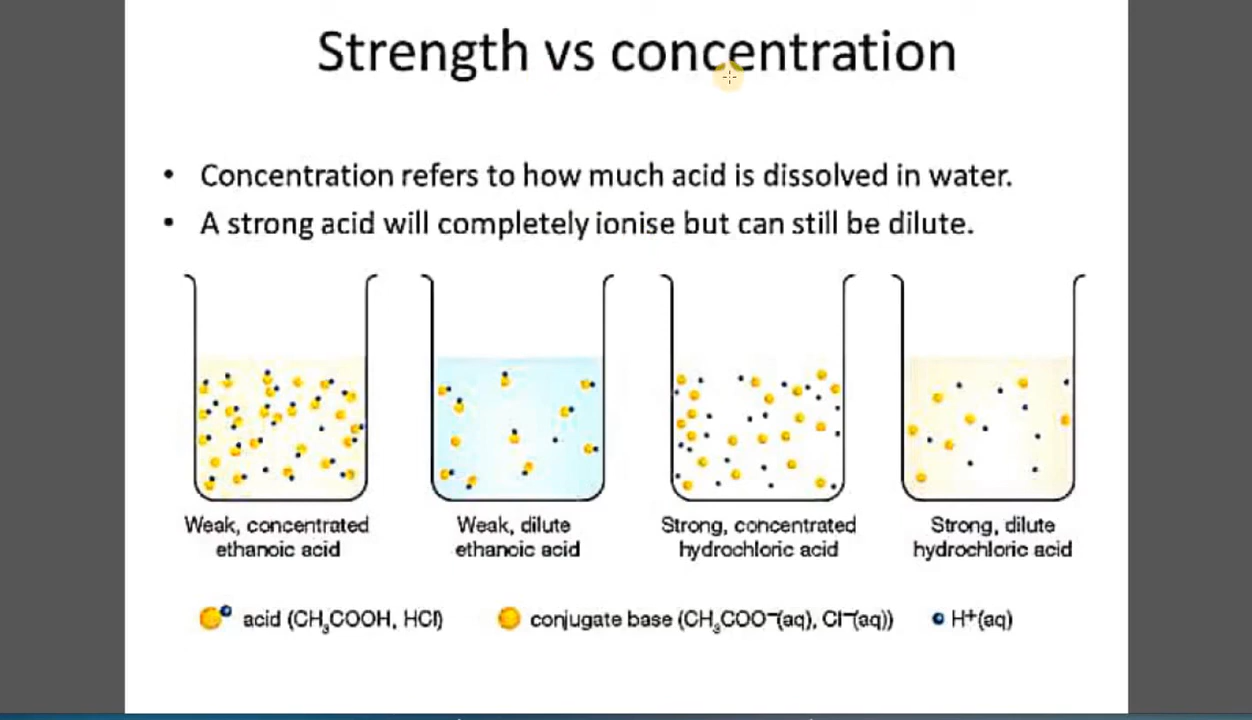 Strength vs concentration
• Concentration refers to how much acid is dissolved in water.
• A strong acid will completely ionise but can still be dilute.
Weak, concentrated
ethanoic acid
Weak, dilute
ethanoic acid
Strong, concentrated
hydrochloric acid
Strong, dilute
hydrochloric acid
acid (CH₃COOH, HCl)
conjugate base (CH₃COO⁻(aq), Cl⁻(aq))
H⁺(aq)